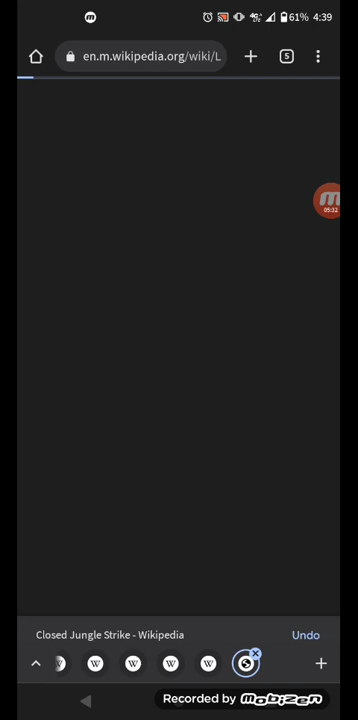 61% 4:39
en.m.wikipedia.org/wiki/L
5
05:32
Closed Jungle Strike - Wikipedia Undo
W W W W W
Recorded by mobizen